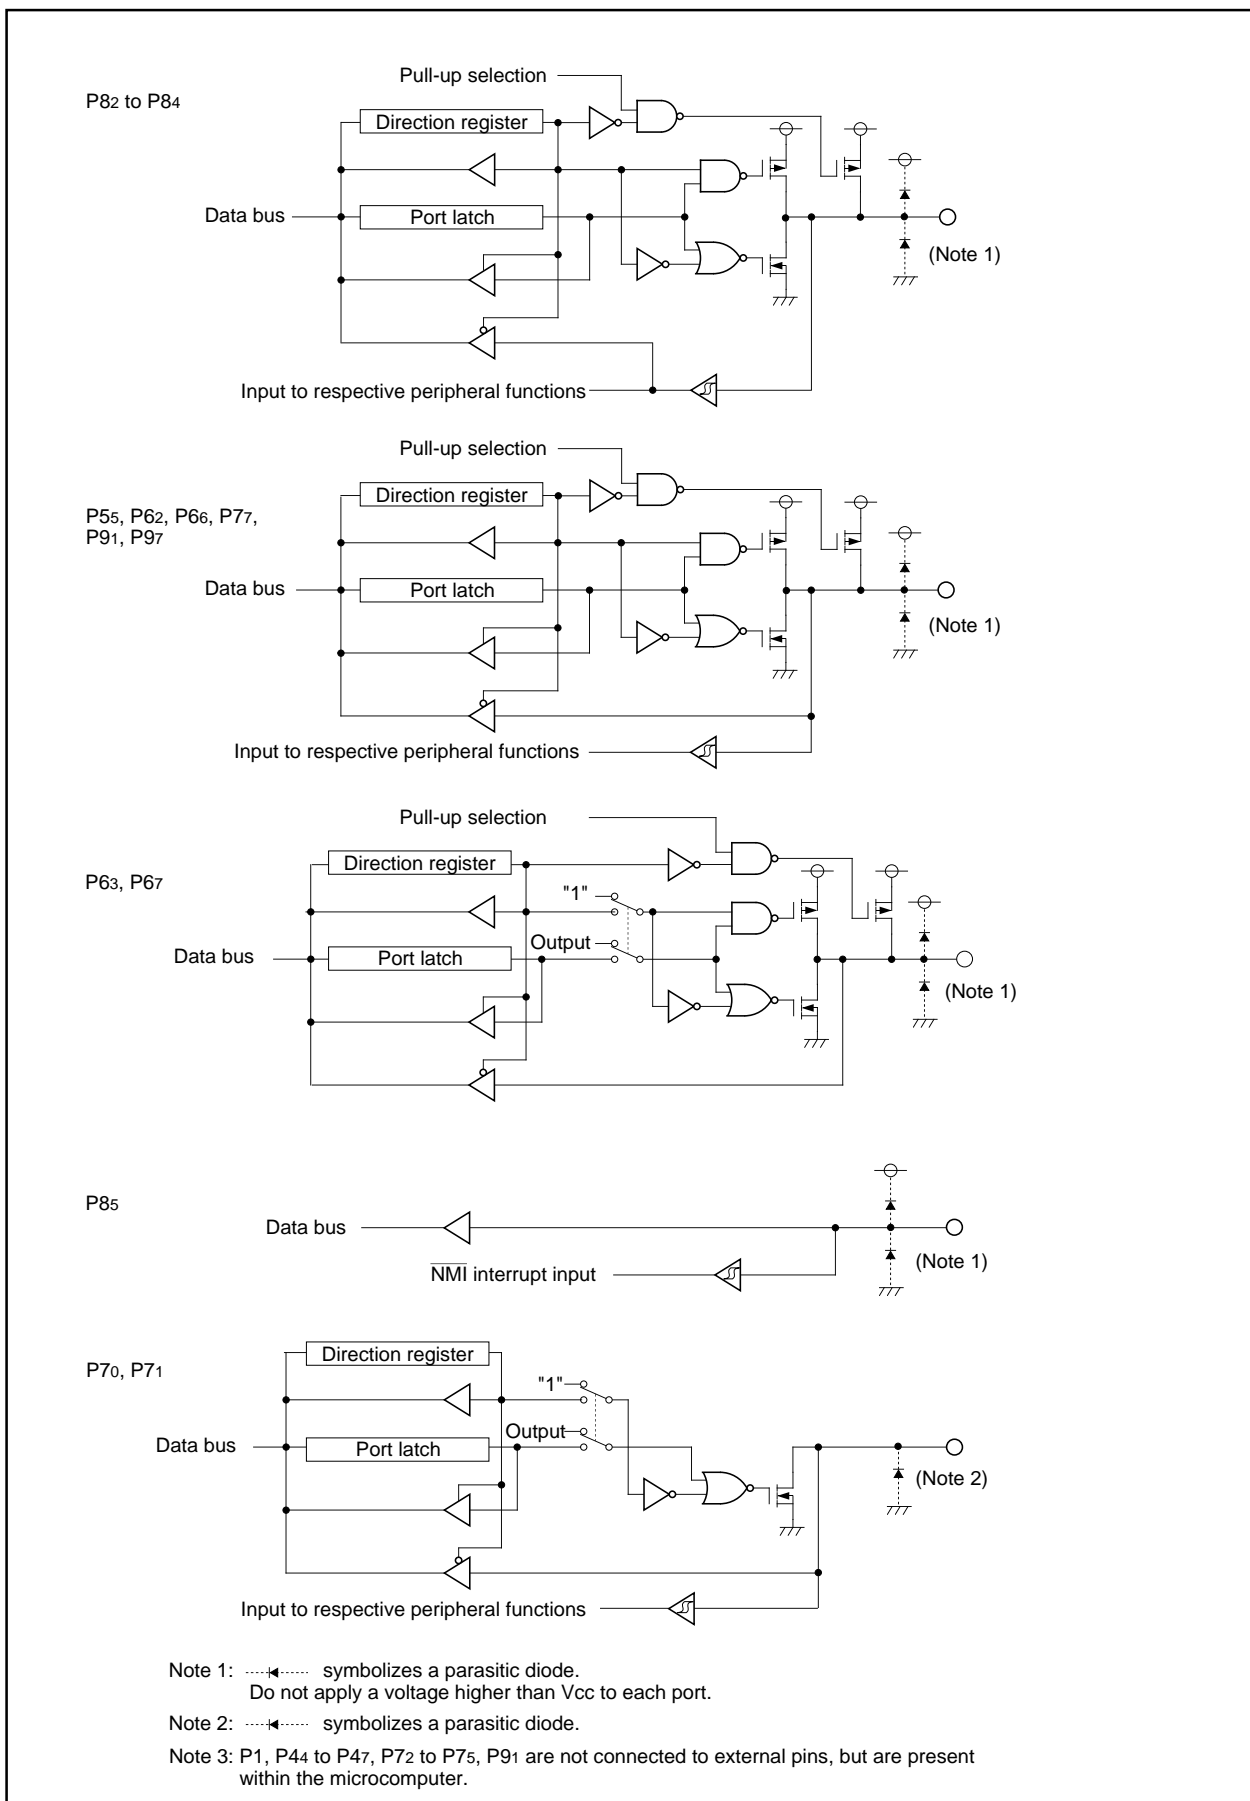 Pull-up selection
P82 to P84
Direction register
Data bus
Port latch
(Note 1)
Input to respective peripheral functions
Pull-up selection
Direction register
P55, P62, P66, P77,
P91, P97
Data bus
Port latch
(Note 1)
Input to respective peripheral functions
Pull-up selection
Direction register
P63, P67
"1"
Output
Data bus
Port latch
(Note 1)
P85
Data bus
(Note 1)
NMI interrupt input
Direction register
P70, P71
"1"
Output
Data bus
Port latch
(Note 2)
Input to respective peripheral functions
Note 1: symbolizes a parasitic diode.
Do not apply a voltage higher than Vcc to each port.
Note 2: symbolizes a parasitic diode.
Note 3: P1, P44 to P47, P72 to P75, P91 are not connected to external pins, but are present
within the microcomputer.